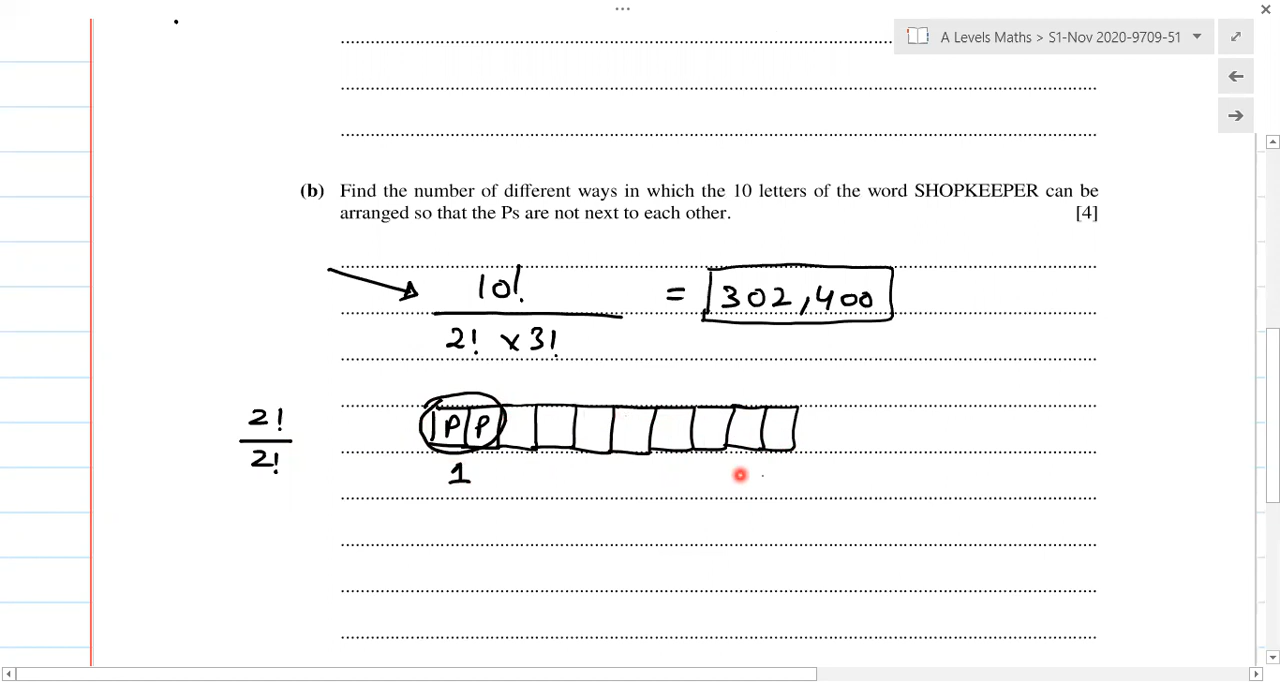 A Levels Maths > S1-Nov 2020-9709-51
(b) Find the number of different ways in which the 10 letters of the word SHOPKEEPER can be
arranged so that the Ps are not next to each other. [4]
10! / 2! x 3! = 302,400
2! / 2!
P P
1